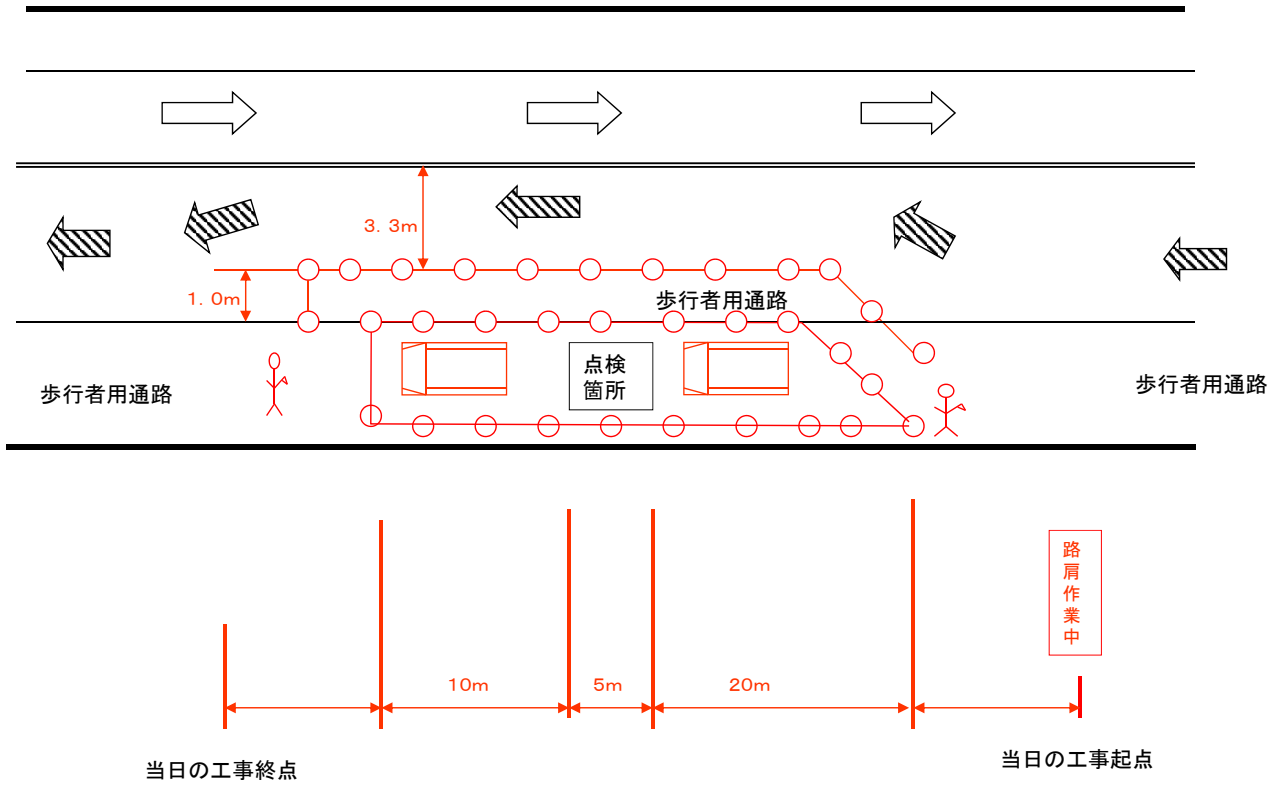 3. 3m
1. 0m
歩行者用通路
点検
箇所
歩行者用通路
歩行者用通路
路肩作業中
10m
5m
20m
当日の工事終点
当日の工事起点